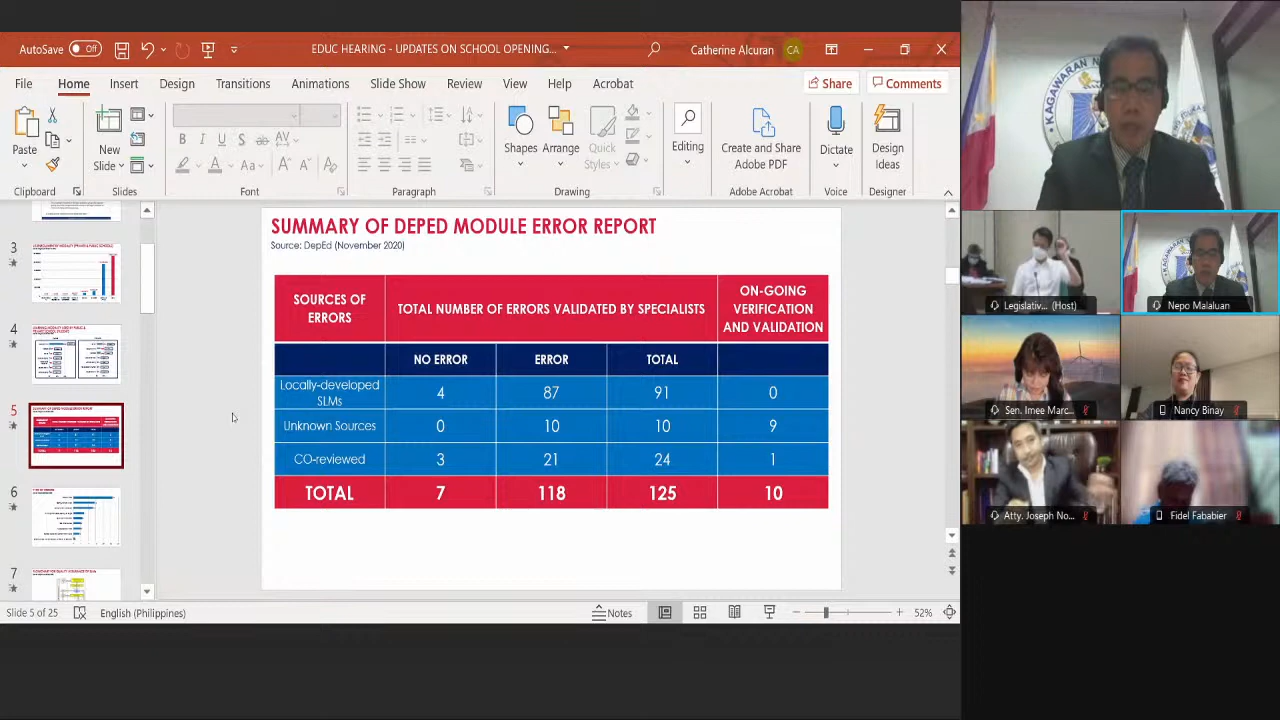 AutoSave Off
EDUC HEARING - UPDATES ON SCHOOL OPENING...
Catherine Alcuran CA
File Home Insert Design Transitions Animations Slide Show Review View Help Acrobat Share Comments
Paste
New
Slide
Shapes
Arrange
Quick
Styles
Editing
Create and Share
Adobe PDF
Dictate
Design
Ideas
Clipboard Slides Font Paragraph Drawing Adobe Acrobat Voice Designer
3
4
5
6
7
SUMMARY OF DEPED MODULE ERROR REPORT
Source: DepEd (November 2020)
SOURCES OF
ERRORS
TOTAL NUMBER OF ERRORS VALIDATED BY SPECIALISTS
ON-GOING
VERIFICATION
AND VALIDATION
NO ERROR ERROR TOTAL
Locally-developed
SLMs
4 87 91 0
Unknown Sources 0 10 10 9
CO-reviewed 3 21 24 1
TOTAL 7 118 125 10
Slide 5 of 25 English (Philippines) Notes 52%
KAGAWARAN N
Legislativ... (Host)
Nepo Malaluan
Sen. Imee Marc...
Nancy Binay
Atty. Joseph No...
Fidel Fababier